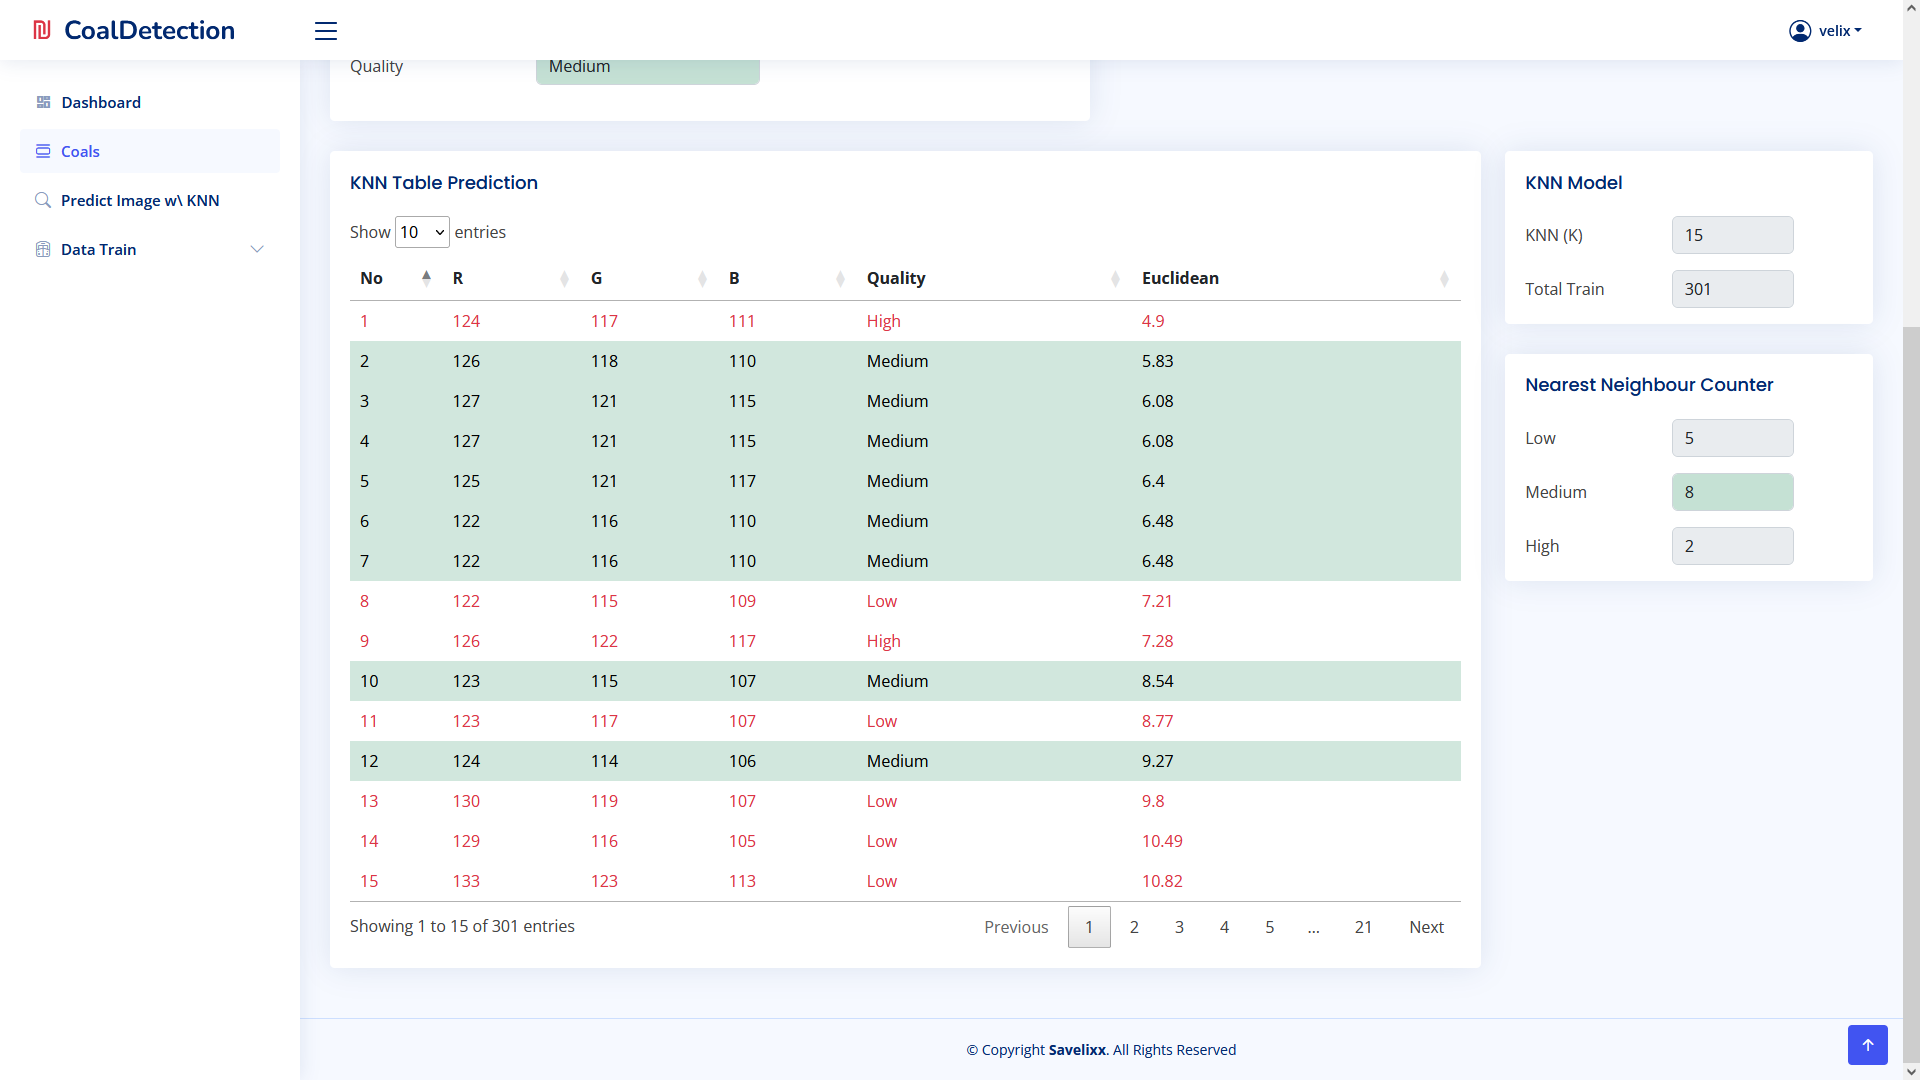 CoalDetection
velix
Dashboard
Coals
Predict Image w\ KNN
Data Train
Quality Medium
KNN Table Prediction
Show 10 entries
No R G B Quality Euclidean
1 124 117 111 High 4.9
2 126 118 110 Medium 5.83
3 127 121 115 Medium 6.08
4 127 121 115 Medium 6.08
5 125 121 117 Medium 6.4
6 122 116 110 Medium 6.48
7 122 116 110 Medium 6.48
8 122 115 109 Low 7.21
9 126 122 117 High 7.28
10 123 115 107 Medium 8.54
11 123 117 107 Low 8.77
12 124 114 106 Medium 9.27
13 130 119 107 Low 9.8
14 129 116 105 Low 10.49
15 133 123 113 Low 10.82
Showing 1 to 15 of 301 entries
Previous 1 2 3 4 5 ... 21 Next
KNN Model
KNN (K) 15
Total Train 301
Nearest Neighbour Counter
Low 5
Medium 8
High 2
© Copyright Savelixx. All Rights Reserved